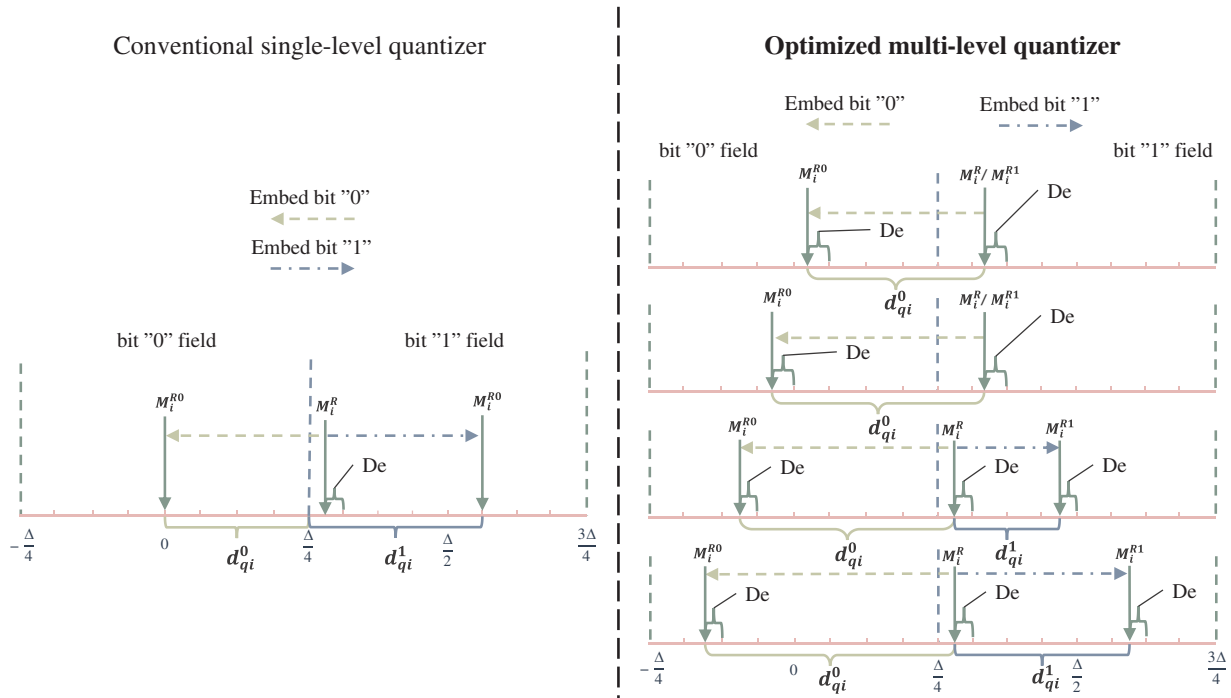 Conventional single-level quantizer
Embed bit "0"
Embed bit "1"
bit "0" field
bit "1" field
M_i^{R0}
M_i^R
M_i^{R0}
De
-Δ/4
0
d_{qi}^0
Δ/4
d_{qi}^1
Δ/2
3Δ/4
Optimized multi-level quantizer
Embed bit "0"
Embed bit "1"
bit "0" field
bit "1" field
M_i^{R0}
M_i^R/ M_i^{R1}
De
De
d_{qi}^0
M_i^{R0}
M_i^R/ M_i^{R1}
De
De
d_{qi}^0
M_i^{R0}
M_i^R
M_i^{R1}
De
De
De
d_{qi}^0
d_{qi}^1
M_i^{R0}
M_i^R
M_i^{R1}
De
De
De
-Δ/4
0
d_{qi}^0
Δ/4
d_{qi}^1
Δ/2
3Δ/4